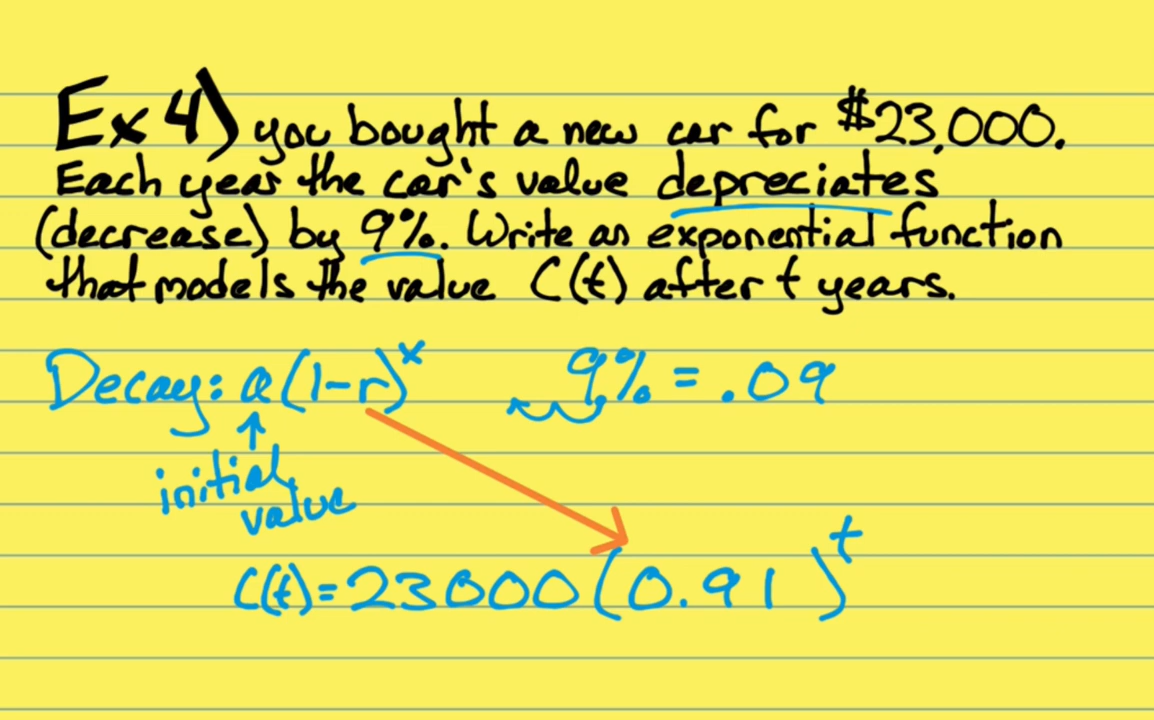 Ex 4) you bought a new car for $23,000.
Each year the car's value depreciates
(decrease) by 9%. Write an exponential function
that models the value C(t) after t years.
Decay: a(1-r)^x 9% = .09
initial
value
C(t)=23000(0.91)^t